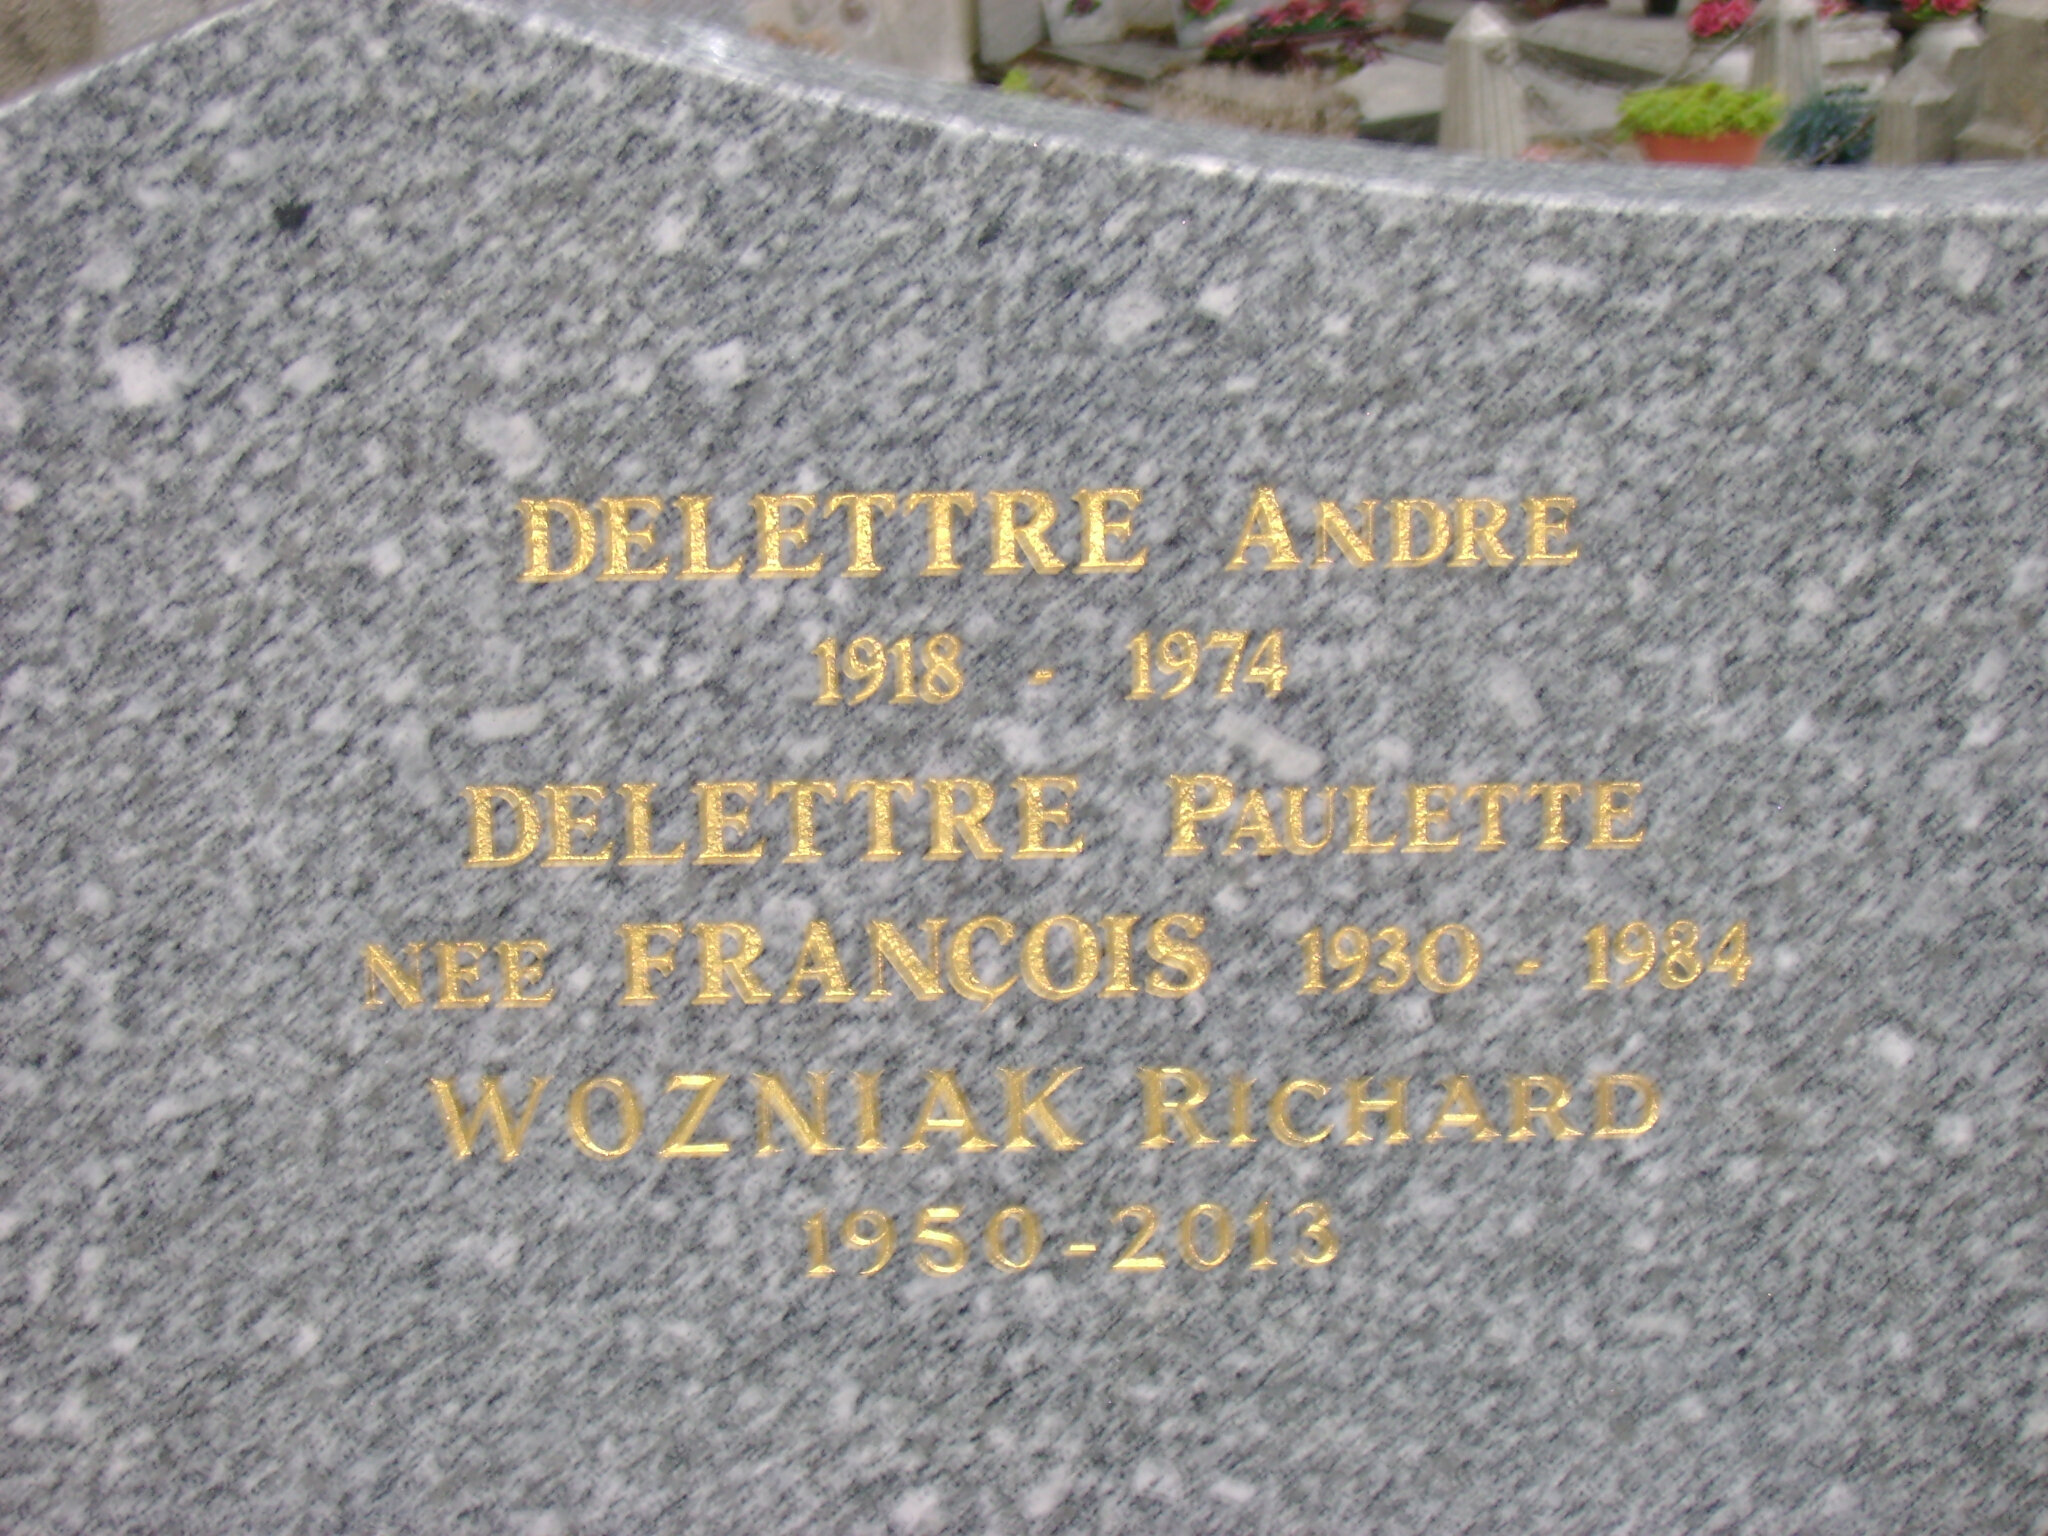 DELETTRE ANDRE
1918 - 1974
DELETTRE PAULETTE
NEE FRANÇOIS 1930 - 1984
WOZNIAK RICHARD
1950-2013